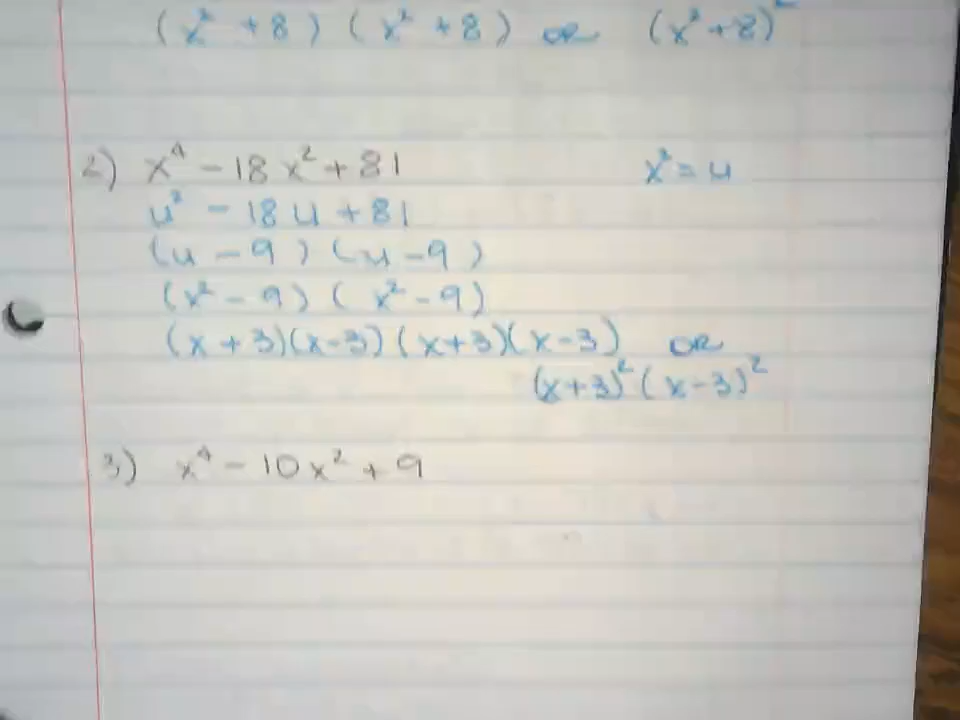 (x² + 8) (x² + 8) OR (x² + 8)²
2) x⁴ - 18x² + 81 x² = u
u² - 18u + 81
(u - 9) (u - 9)
(x² - 9) (x² - 9)
(x + 3)(x - 3) (x + 3)(x - 3) OR
(x + 3)² (x - 3)²
3) x⁴ - 10x² + 9